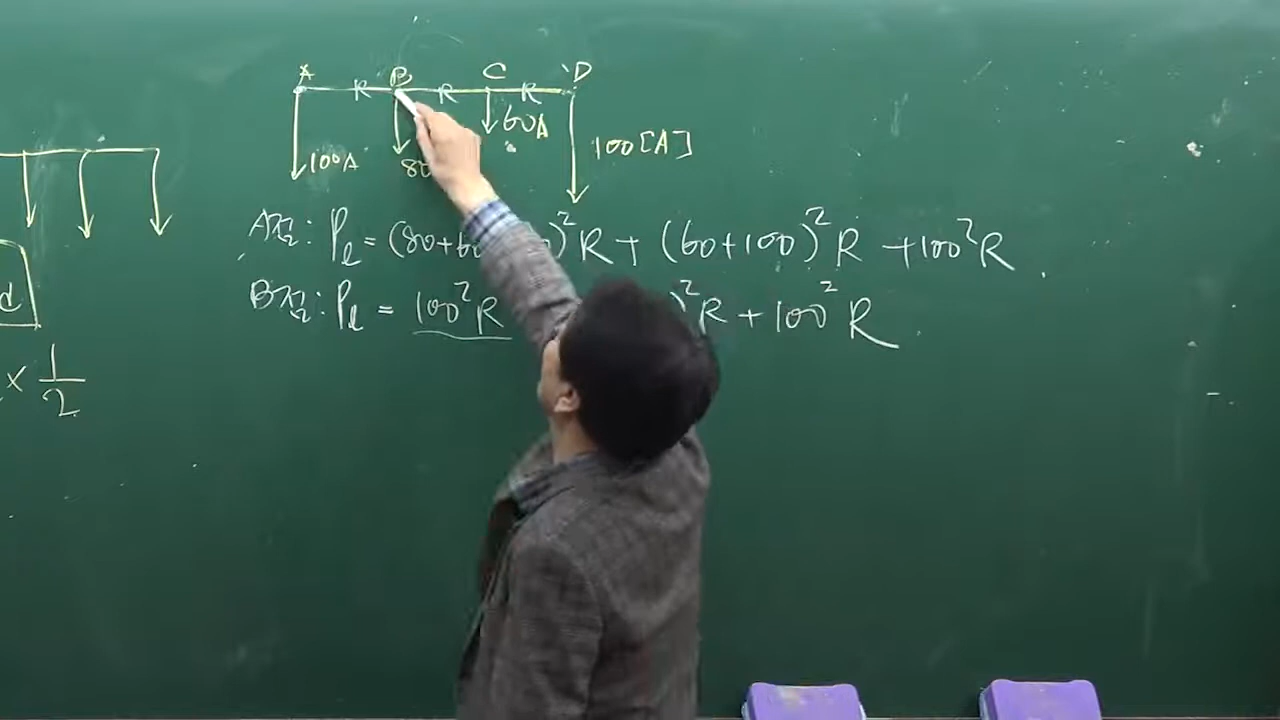 A B C D
R R R
100A 80 60A 100[A]
A점: Pℓ = (80+60 )²R + (60+100)²R + 100²R
B점: Pℓ = 100²R )²R + 100²R
d
× 1/2